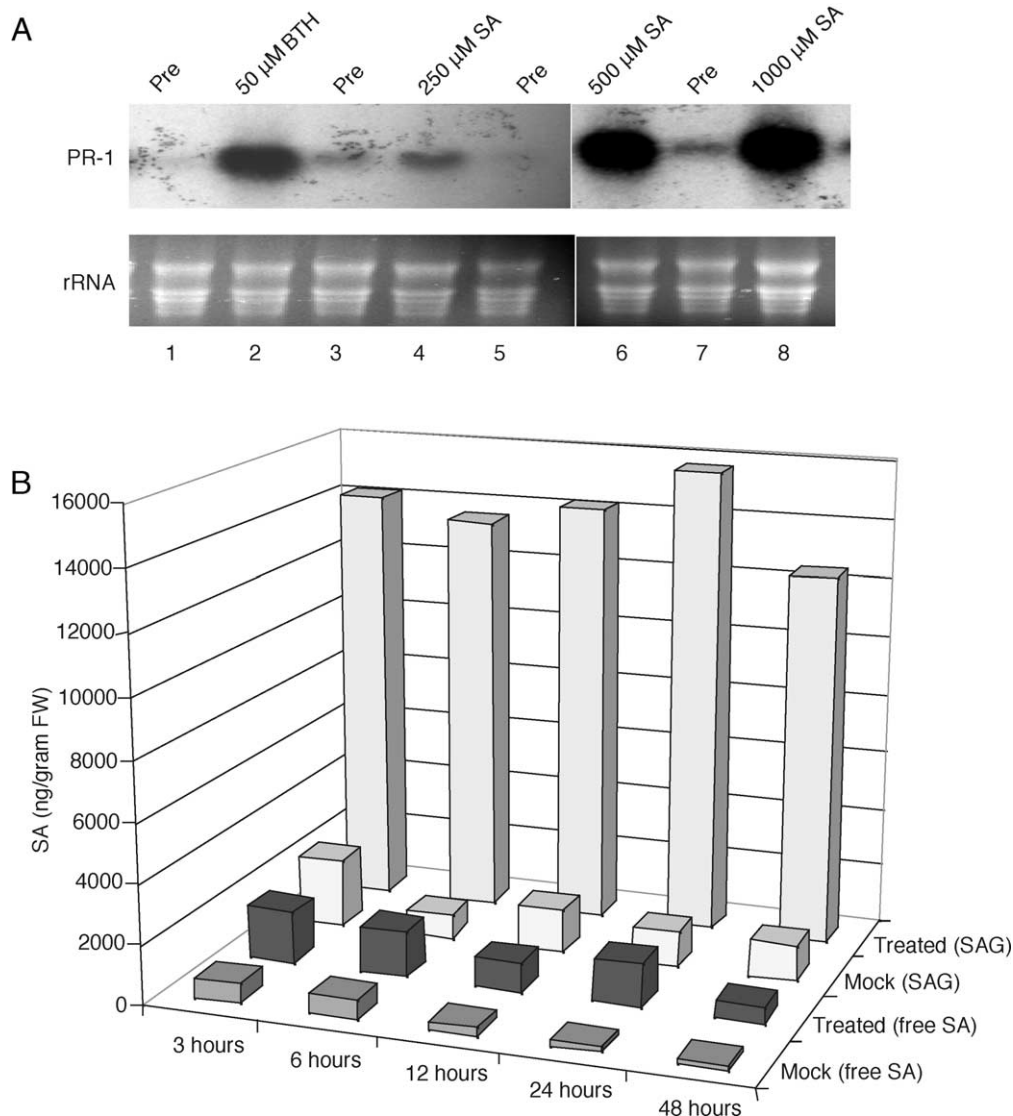 A
Pre
50 µM BTH
Pre
250 µM SA
Pre
500 µM SA
Pre
1000 µM SA
PR-1
rRNA
1 2 3 4 5 6 7 8
B
16000
14000
12000
10000
8000
6000
4000
2000
0
SA (ng/gram FW)
3 hours
6 hours
12 hours
24 hours
48 hours
Treated (SAG)
Mock (SAG)
Treated (free SA)
Mock (free SA)